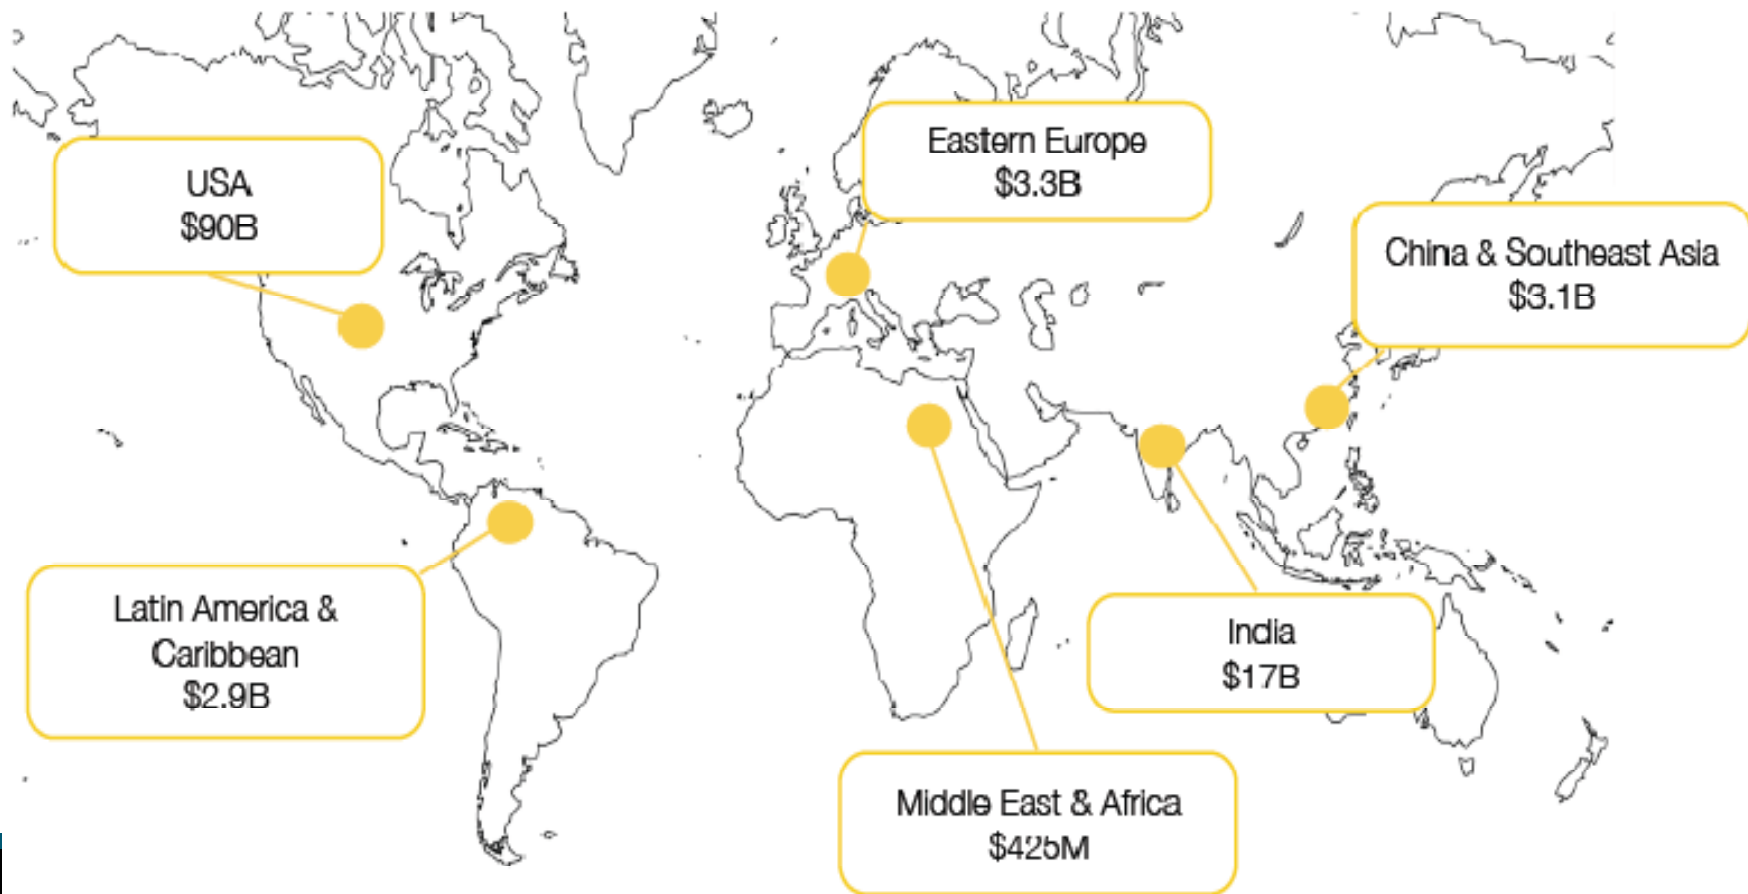 USA
$90B
Eastern Europe
$3.3B
China & Southeast Asia
$3.1B
Latin America &
Caribbean
$2.9B
India
$17B
Middle East & Africa
$425M